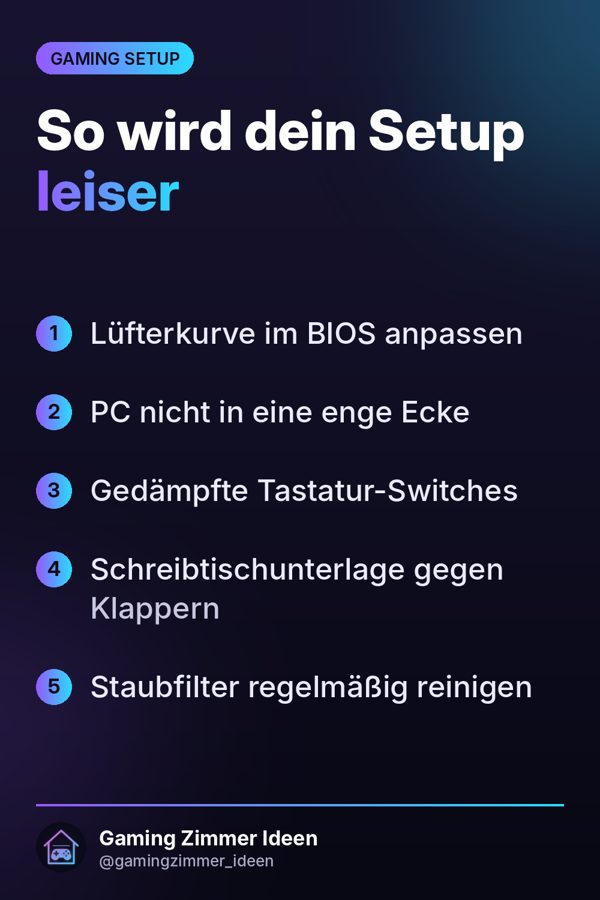 GAMING SETUP
So wird dein Setup
leiser
1 Lüfterkurve im BIOS anpassen
2 PC nicht in eine enge Ecke
3 Gedämpfte Tastatur-Switches
4 Schreibtischunterlage gegen
Klappern
5 Staubfilter regelmäßig reinigen
Gaming Zimmer Ideen
@gamingzimmer_ideen